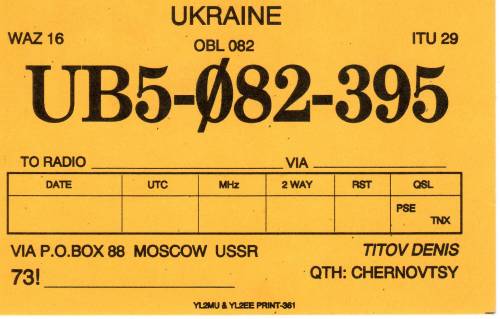 UKRAINE
WAZ 16 OBL 082 ITU 29
UB5-Ø82-395
TO RADIO VIA
DATE UTC MHz 2 WAY RST QSL
PSE
TNX
VIA P.O.BOX 88 MOSCOW USSR TITOV DENIS
73! QTH: CHERNOVTSY
YL2MU & YL2EE PRINT-361